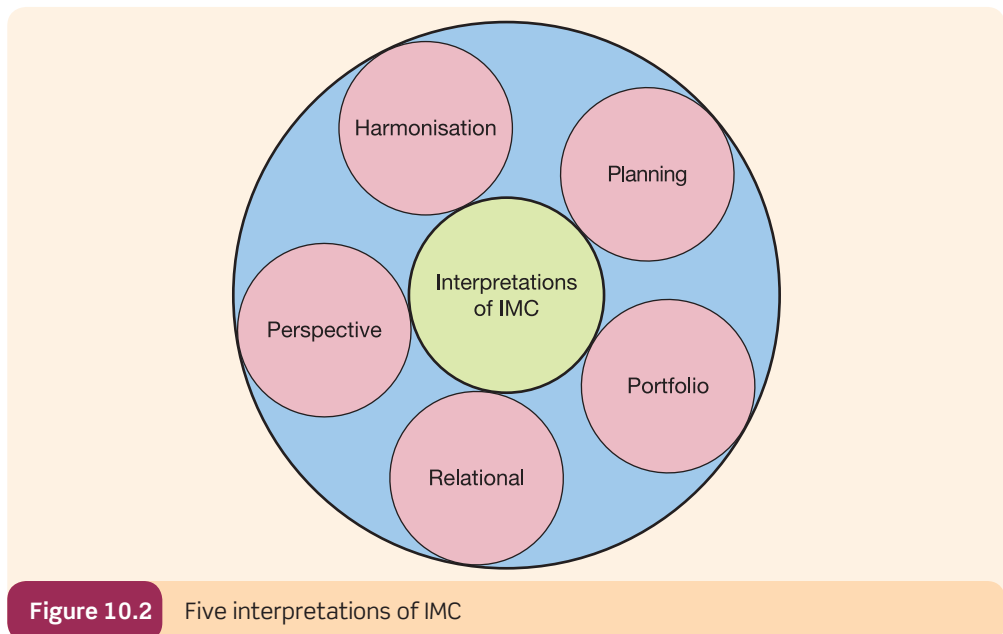 Harmonisation
Planning
Interpretations
of IMC
Perspective
Portfolio
Relational
Figure 10.2 Five interpretations of IMC